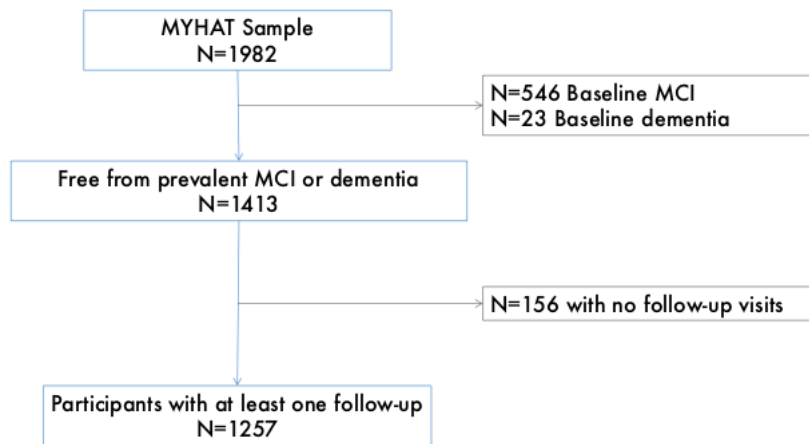 MYHAT Sample
N=1982
N=546 Baseline MCI
N=23 Baseline dementia
Free from prevalent MCI or dementia
N=1413
N=156 with no follow-up visits
Participants with at least one follow-up
N=1257